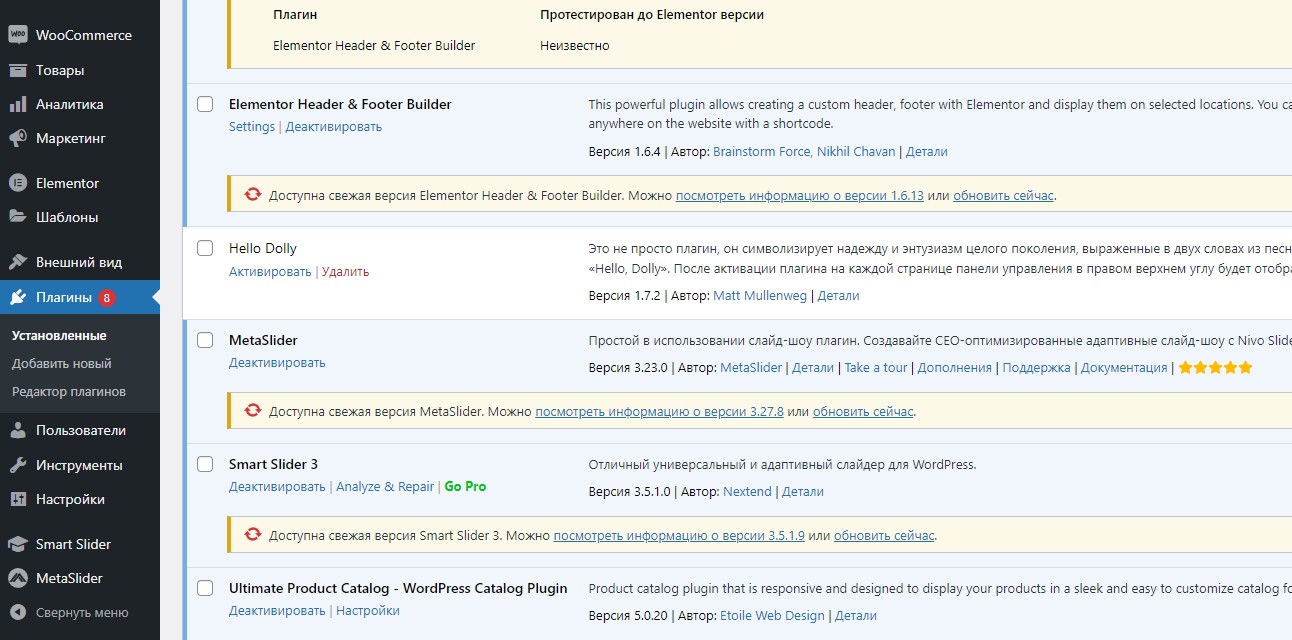 WooCommerce
Товары
Аналитика
Маркетинг
Elementor
Шаблоны
Внешний вид
Плагины 8
Установленные
Добавить новый
Редактор плагинов
Пользователи
Инструменты
Настройки
Smart Slider
MetaSlider
Свернуть меню
Плагин Протестирован до Elementor версии
Elementor Header & Footer Builder Неизвестно
Elementor Header & Footer Builder
Settings | Деактивировать
This powerful plugin allows creating a custom header, footer with Elementor and display them on selected locations. You
anywhere on the website with a shortcode.
Версия 1.6.4 | Автор: Brainstorm Force, Nikhil Chavan | Детали
Доступна свежая версия Elementor Header & Footer Builder. Можно посмотреть информацию о версии 1.6.13 или обновить сейчас.
Hello Dolly
Активировать | Удалить
Это не просто плагин, он символизирует надежду и энтузиазм целого поколения, выраженные в двух словах из
«Hello, Dolly». После активации плагина на каждой странице панели управления в правом верхнем углу будет
Версия 1.7.2 | Автор: Matt Mullenweg | Детали
MetaSlider
Деактивировать
Простой в использовании слайд-шоу плагин. Создавайте СЕО-оптимизированные адаптивные слайд-шоу с Nivo
Версия 3.23.0 | Автор: MetaSlider | Детали | Take a tour | Дополнения | Поддержка | Документация |
Доступна свежая версия MetaSlider. Можно посмотреть информацию о версии 3.27.8 или обновить сейчас.
Smart Slider 3
Деактивировать | Analyze & Repair | Go Pro
Отличный универсальный и адаптивный слайдер для WordPress.
Версия 3.5.1.0 | Автор: Nextend | Детали
Доступна свежая версия Smart Slider 3. Можно посмотреть информацию о версии 3.5.1.9 или обновить сейчас.
Ultimate Product Catalog - WordPress Catalog Plugin
Деактивировать | Настройки
Product catalog plugin that is responsive and designed to display your products in a sleek and easy to customize catalog
Версия 5.0.20 | Автор: Etoile Web Design | Детали